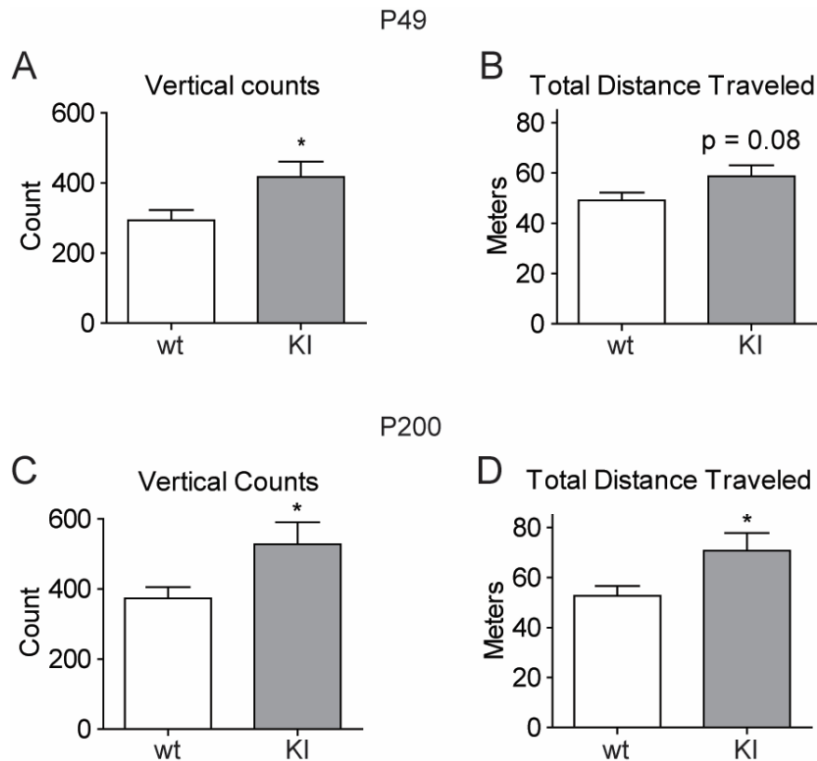 P49
A
Vertical counts
600
400
200
0
Count
*
wt
KI
B
Total Distance Traveled
80
60
40
20
0
Meters
p = 0.08
wt
KI
P200
C
Vertical Counts
600
400
200
0
Count
*
wt
KI
D
Total Distance Traveled
80
60
40
20
0
Meters
*
wt
KI